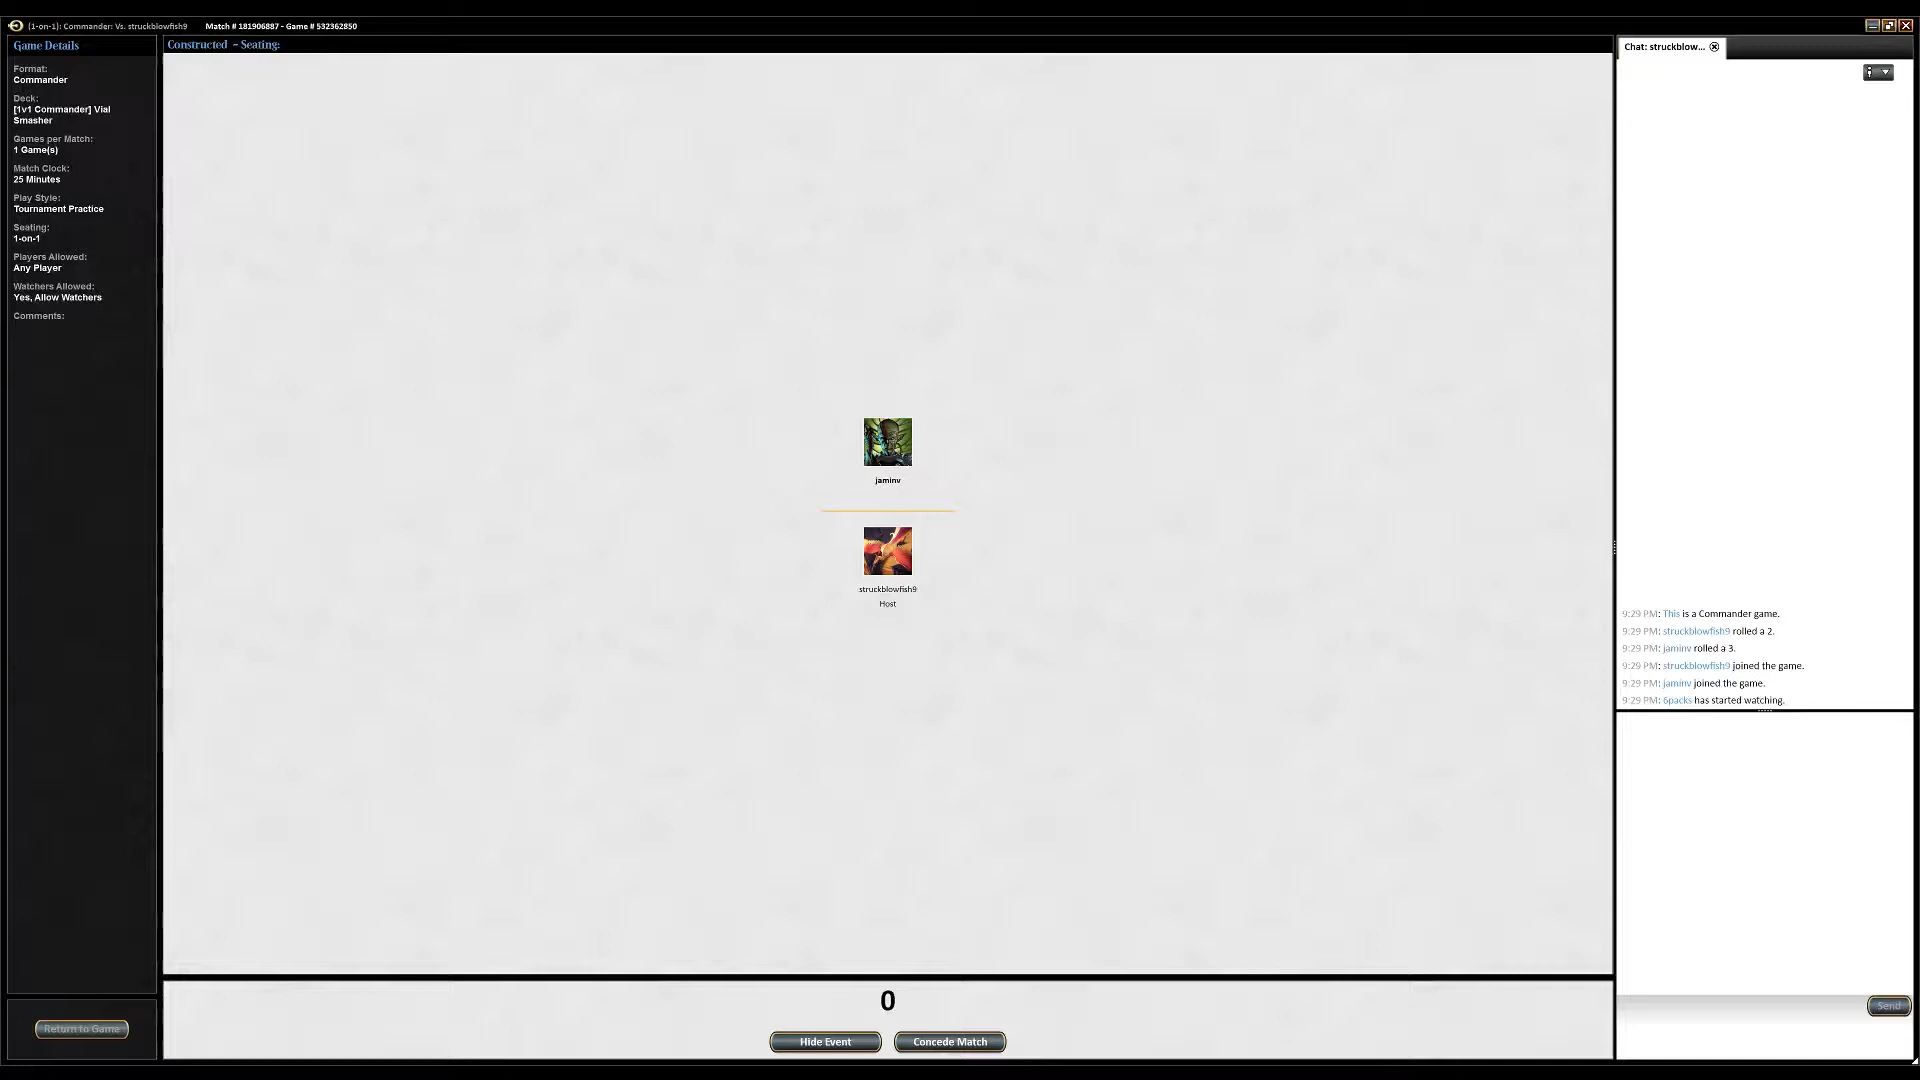 (1-on-1): Commander: Vs. struckblowfish9 Match # 181906887 - Game # 532362850
Game Details
Format:
Commander
Deck:
[1v1 Commander] Vial
Smasher
Games per Match:
1 Game(s)
Match Clock:
25 Minutes
Play Style:
Tournament Practice
Seating:
1-on-1
Players Allowed:
Any Player
Watchers Allowed:
Yes, Allow Watchers
Comments:
Return to Game
Constructed - Seating:
jaminv
struckblowfish9
Host
0
Hide Event Concede Match
Chat: struckblow...
9:29 PM: This is a Commander game.
9:29 PM: struckblowfish9 rolled a 2.
9:29 PM: jaminv rolled a 3.
9:29 PM: struckblowfish9 joined the game.
9:29 PM: jaminv joined the game.
9:29 PM: 6packs has started watching.
Send